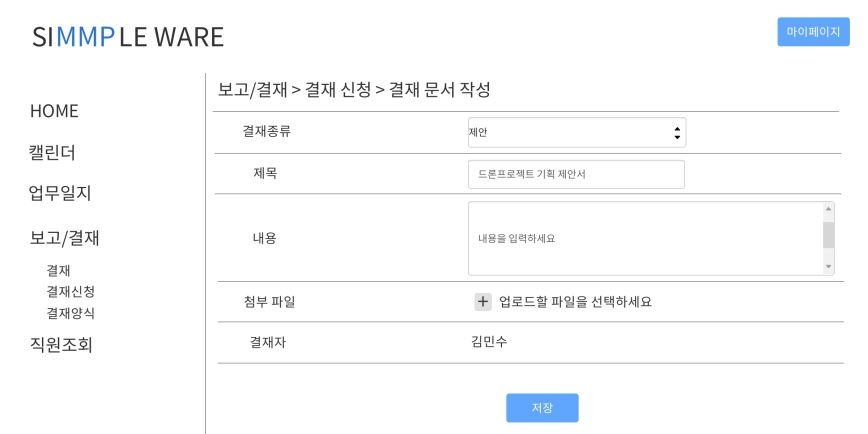 SIMMPLE WARE
마이페이지
HOME
캘린더
업무일지
보고/결재
결재
결재신청
결재양식
직원조회
보고/결재 > 결재 신청 > 결재 문서 작성
결재종류 제안
제목 드론프로젝트 기획 제안서
내용 내용을 입력하세요
첨부 파일 + 업로드할 파일을 선택하세요
결재자 김민수
저장